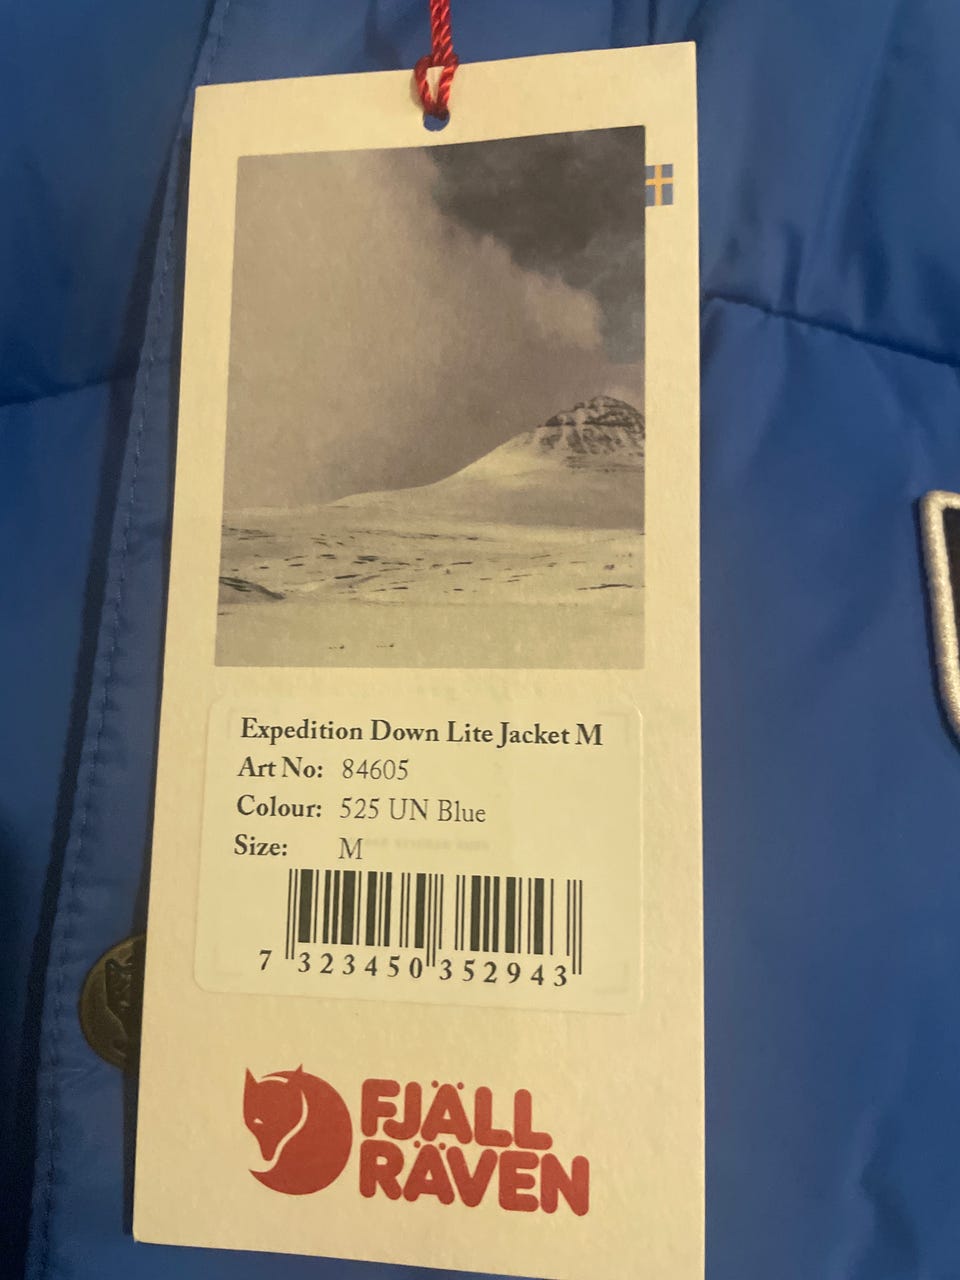 Expedition Down Lite Jacket M
Art No: 84605
Colour: 525 UN Blue
Size: M
7 323450 352943
FJÄLL
RÄVEN